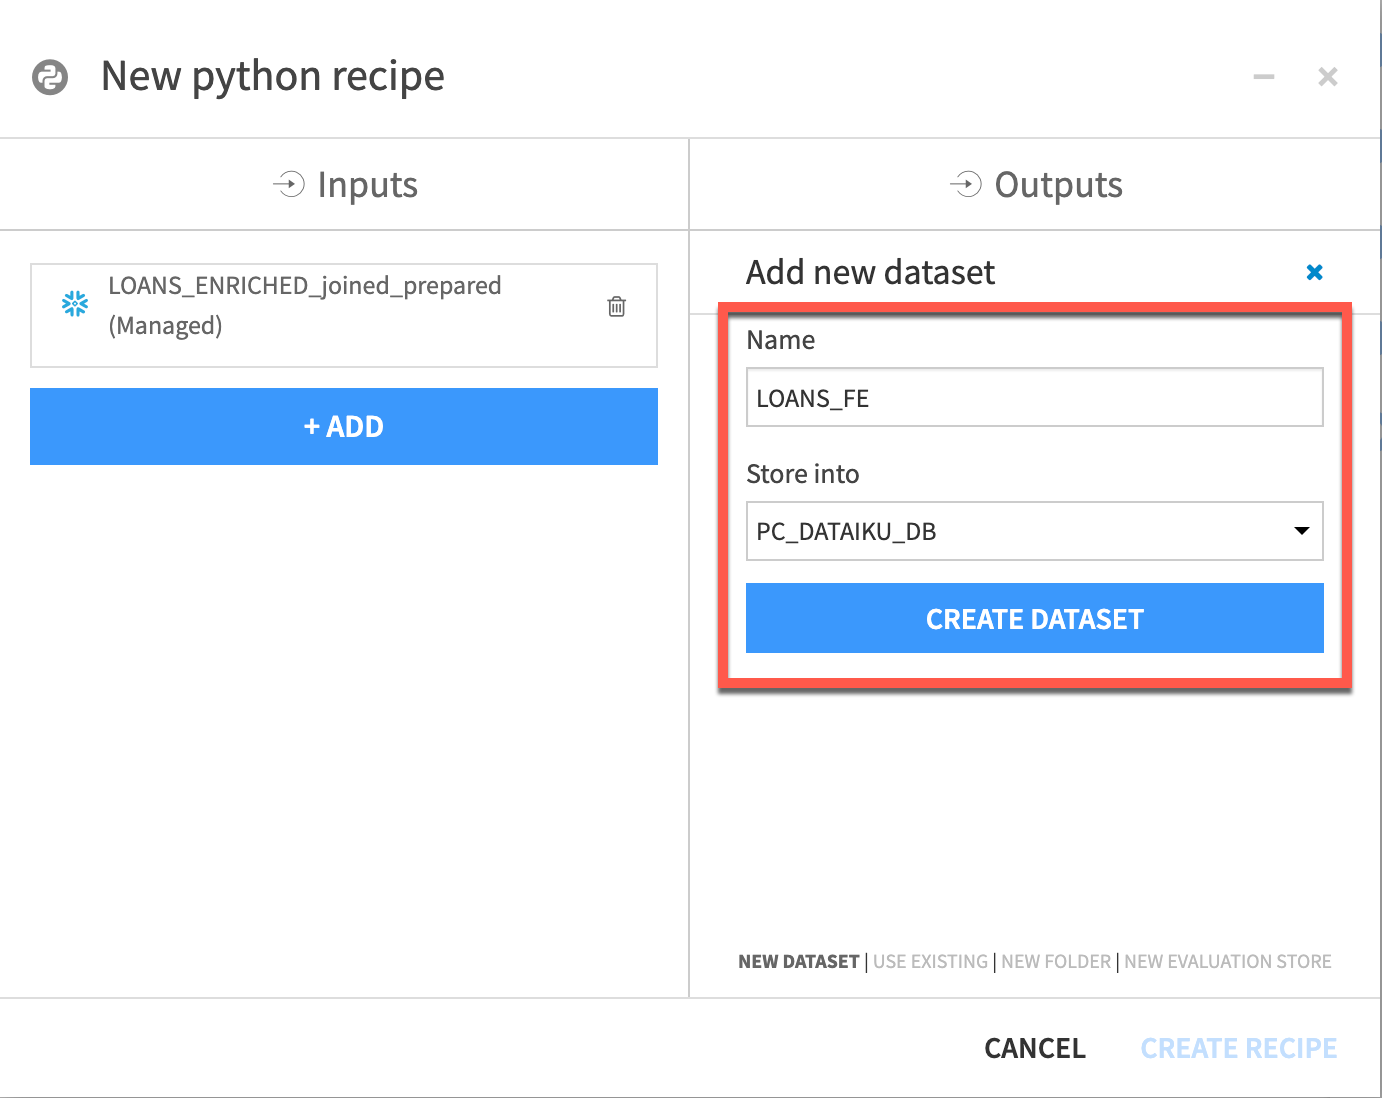 New python recipe
Inputs
LOANS_ENRICHED_joined_prepared
(Managed)
+ ADD
Outputs
Add new dataset
Name
LOANS_FE
Store into
PC_DATAIKU_DB
CREATE DATASET
NEW DATASET | USE EXISTING | NEW FOLDER | NEW EVALUATION STORE
CANCEL
CREATE RECIPE